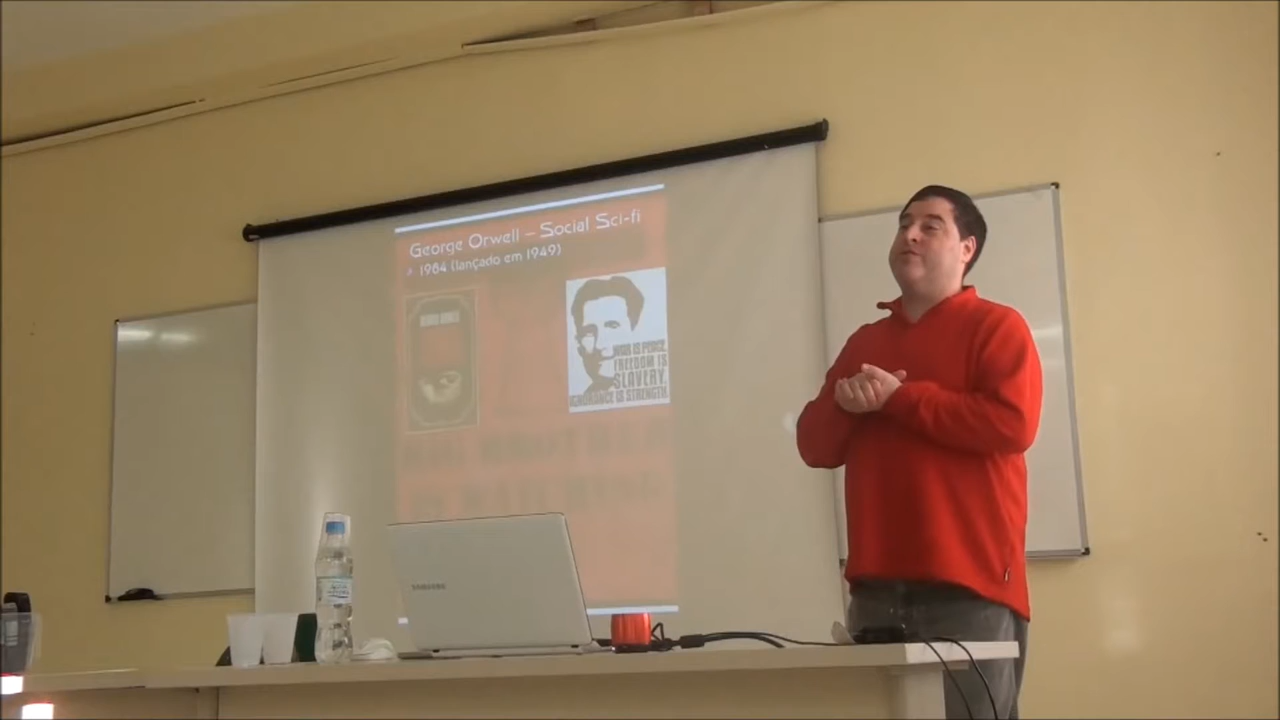 George Orwell – Social Sci-fi
1984 (lançado em 1949)
WAR IS PEACE.
FREEDOM IS
SLAVERY.
IGNORANCE IS STRENGTH.
SAMSUNG